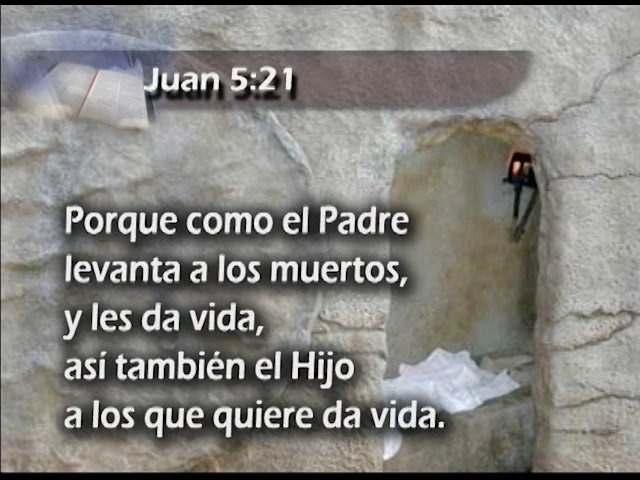 Juan 5:21
Porque como el Padre
levanta a los muertos,
y les da vida,
así también el Hijo
a los que quiere da vida.